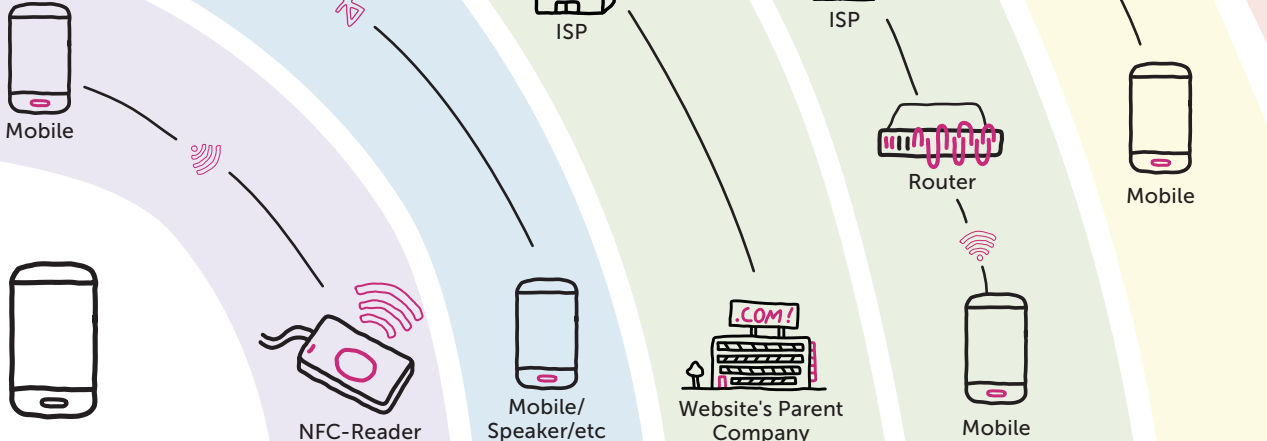 ISP
ISP
Mobile
Router
Mobile
.COM!
Mobile/
Speaker/etc
Website's Parent
Company
Mobile
NFC-Reader